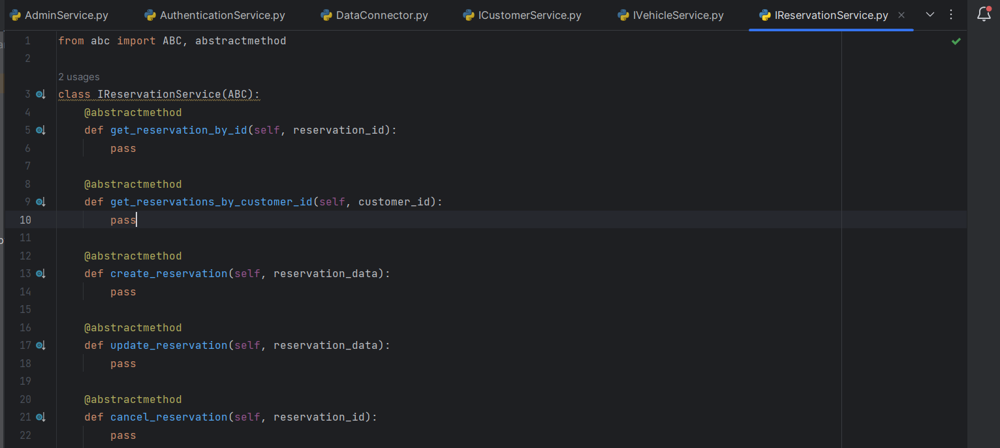 AdminService.py AuthenticationService.py DataConnector.py ICustomerService.py IVehicleService.py IReservationService.py
1 from abc import ABC, abstractmethod
2
2 usages
3 class IReservationService(ABC):
4 @abstractmethod
5 def get_reservation_by_id(self, reservation_id):
6 pass
7
8 @abstractmethod
9 def get_reservations_by_customer_id(self, customer_id):
10 pass
11
12 @abstractmethod
13 def create_reservation(self, reservation_data):
14 pass
15
16 @abstractmethod
17 def update_reservation(self, reservation_data):
18 pass
19
20 @abstractmethod
21 def cancel_reservation(self, reservation_id):
22 pass